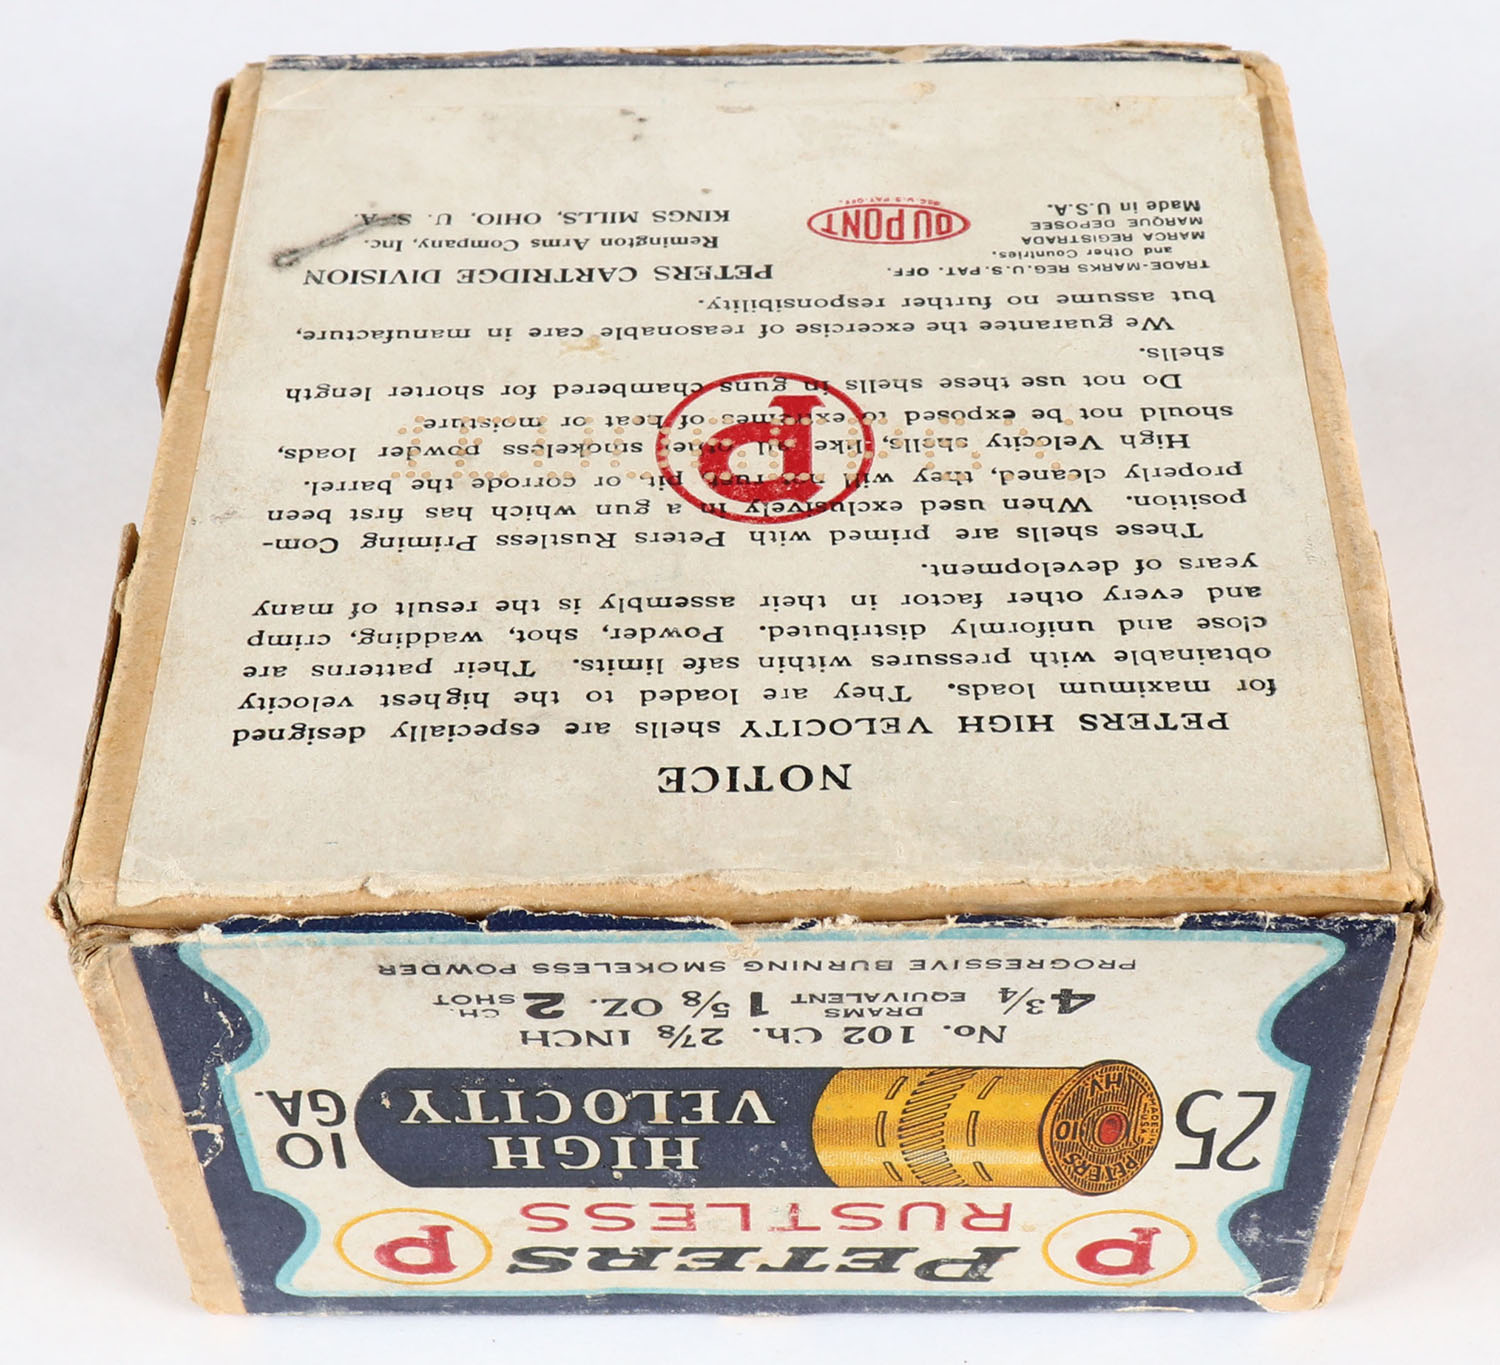 NOTICE
PETERS HIGH VELOCITY shells are especially designed
for maximum loads. They are loaded to the highest velocity
obtainable with pressures within safe limits. Their patterns are
close and uniformly distributed. Powder, shot, wadding, crimp
and every other factor in their assembly is the result of many
years of development.
These shells are primed with Peters Rustless Priming Com-
position. When used exclusively in a gun which has first been
properly cleaned, they will not rust, pit, or corrode the barrel.
High Velocity shells, like all other smokeless powder loads,
should not be exposed to extremes of heat or moisture.
Do not use these shells in guns chambered for shorter length
shells.
We guarantee the excercise of reasonable care in manufacture,
but assume no further responsibility.
P
TRADE-MARKS REG. U.S. PAT. OFF.
and Other Countries.
MARCA REGISTRADA
MARQUE DEPOSEE
Made in U.S.A.
DU PONT
REG. U.S. PAT. OFF.
PETERS CARTRIDGE DIVISION
Remington Arms Company, Inc.
KINGS MILLS, OHIO, U. S. A.
P PETERS P
RUSTLESS
25
PETERS
10
H.V.
MADE IN
U.S.A.
HIGH
VELOCITY
10
GA.
No. 102 Ch. 2⅞ INCH
4¾ DRAMS EQUIVALENT 1⅝ OZ. 2 CH. SHOT
PROGRESSIVE BURNING SMOKELESS POWDER